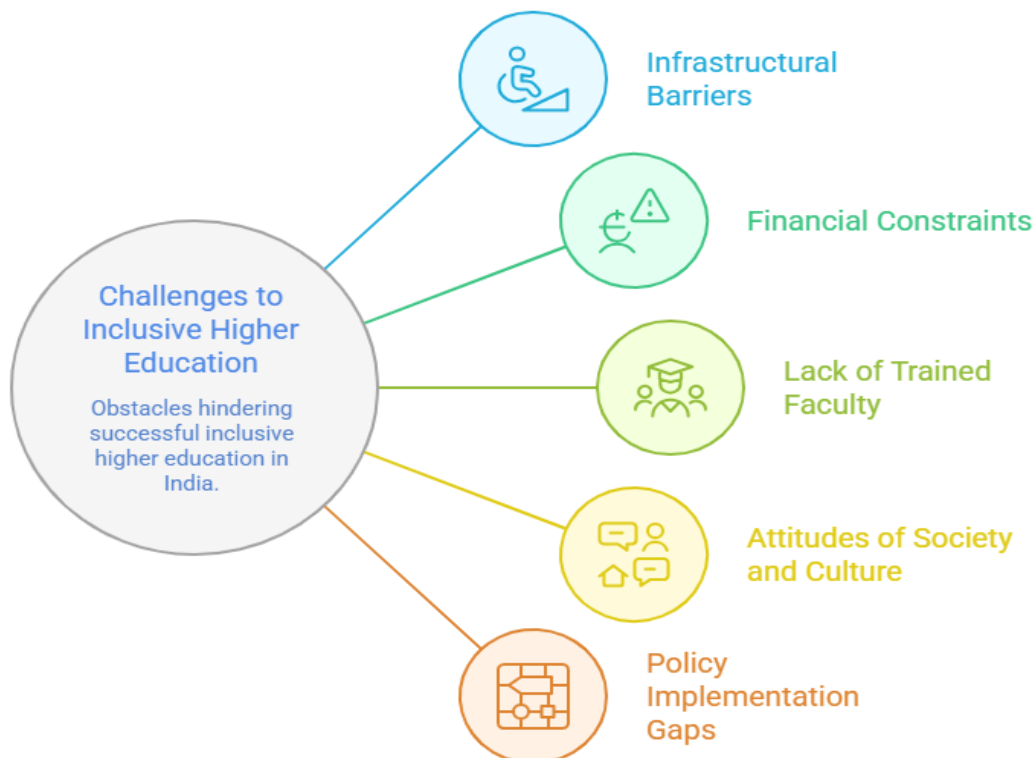 Challenges to
Inclusive Higher
Education
Obstacles hindering
successful inclusive
higher education in
India.
Infrastructural
Barriers
Financial Constraints
Lack of Trained
Faculty
Attitudes of Society
and Culture
Policy
Implementation
Gaps